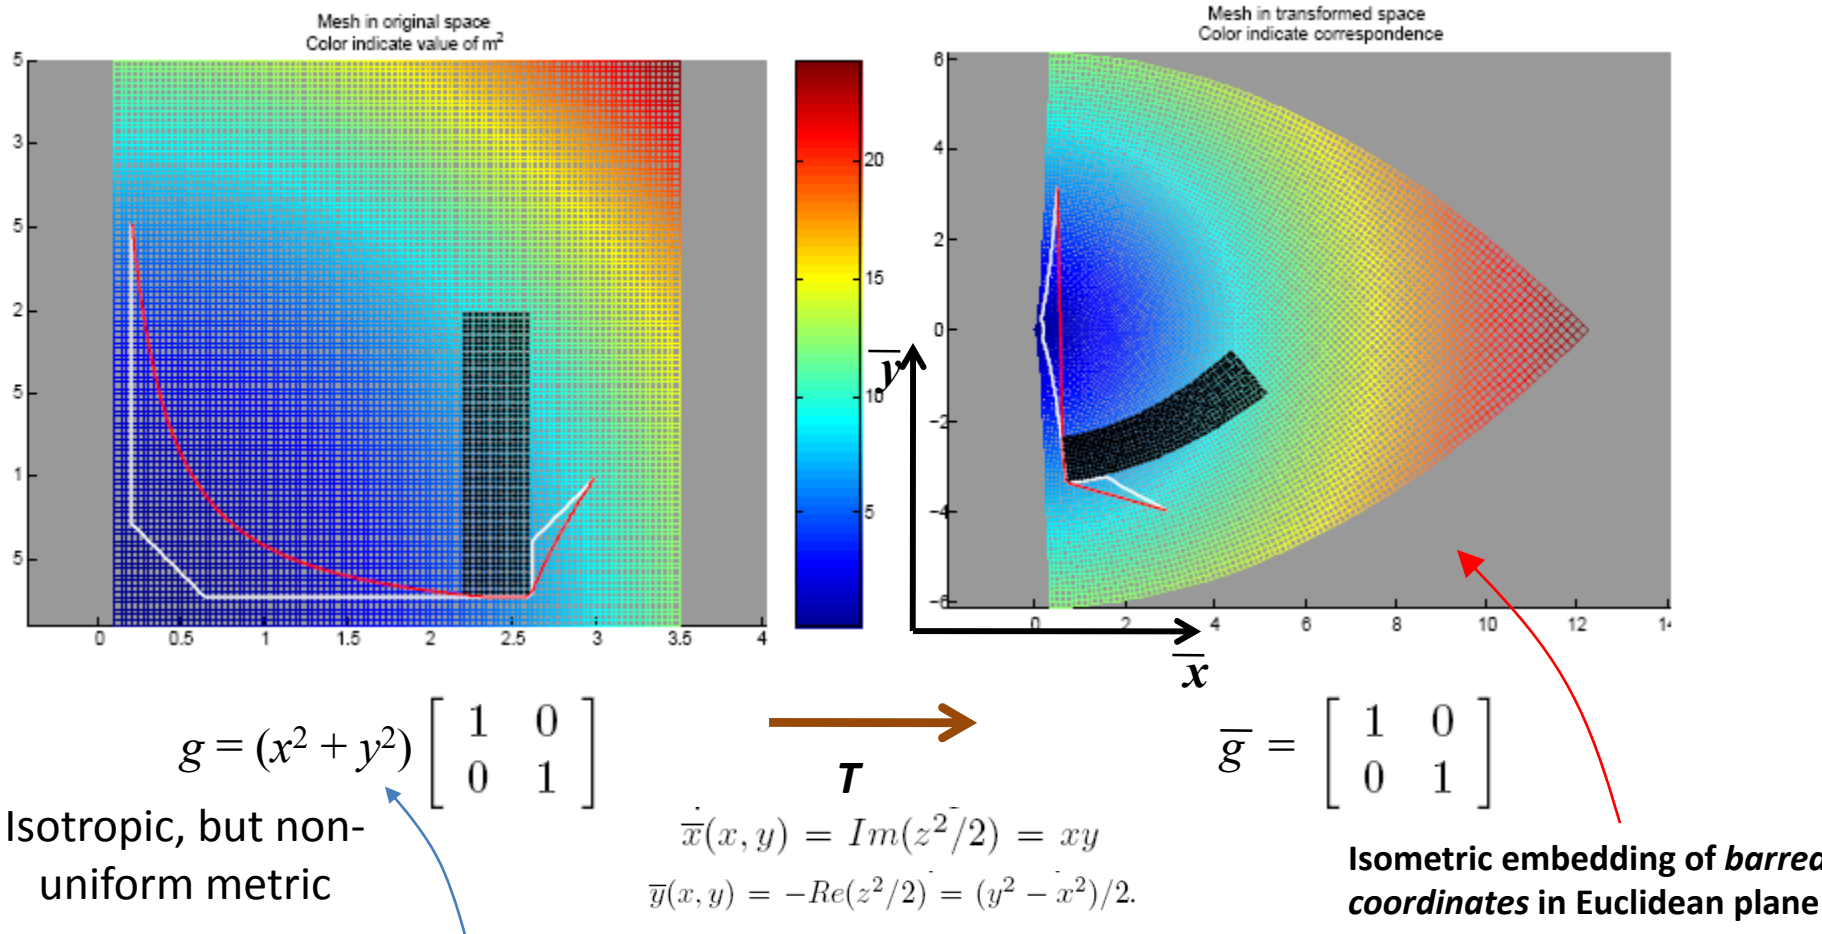 Mesh in original space
Color indicate value of m²
5
3
5
2
5
1
5
0
0.5
1
1.5
2
2.5
3
3.5
4
20
15
10
5
Mesh in transformed space
Color indicate correspondence
6
4
2
0
−2
−4
−6
0
2
4
6
8
10
12
14
y̅
x̅
g = (x² + y²) [ 1 0
0 1 ]
T
g̅ = [ 1 0
0 1 ]
Isotropic, but non-
uniform metric
x̅(x, y) = Im(z²/2) = xy
y̅(x, y) = −Re(z²/2) = (y² − x²)/2.
Isometric embedding of barred
coordinates in Euclidean plane